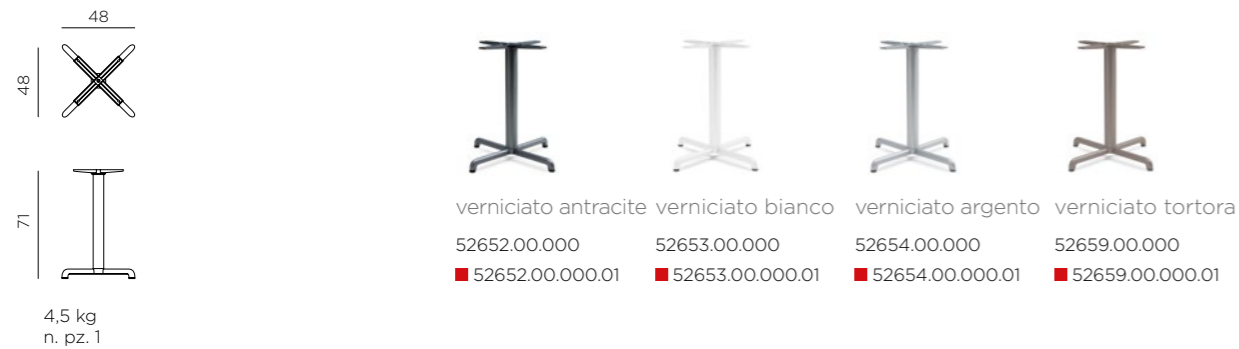 48
48
71
4,5 kg
n. pz. 1
verniciato antracite verniciato bianco verniciato argento verniciato tortora
52652.00.000 52653.00.000 52654.00.000 52659.00.000
52652.00.000.01 52653.00.000.01 52654.00.000.01 52659.00.000.01